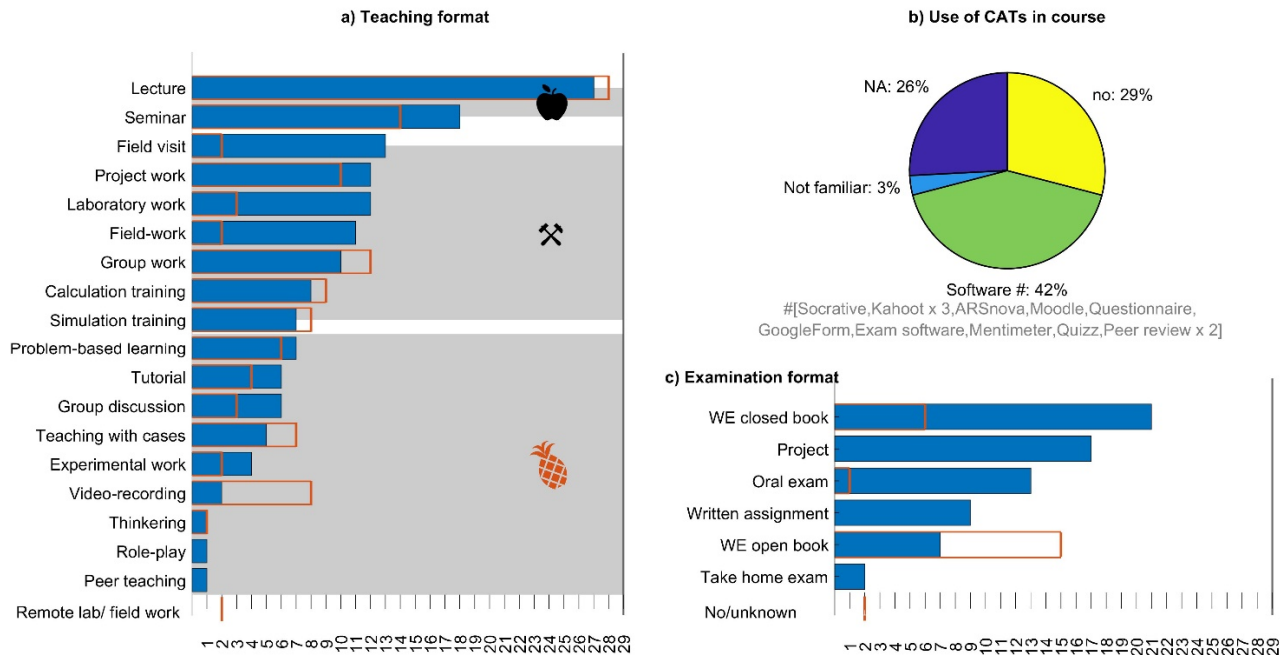 a) Teaching format
Lecture
Seminar
Field visit
Project work
Laboratory work
Field-work
Group work
Calculation training
Simulation training
Problem-based learning
Tutorial
Group discussion
Teaching with cases
Experimental work
Video-recording
Thinkering
Role-play
Peer teaching
Remote lab/ field work
1 2 3 4 5 6 7 8 9 10 11 12 13 14 15 16 17 18 19 20 21 22 23 24 25 26 27 28 29
b) Use of CATs in course
NA: 26%
no: 29%
Not familiar: 3%
Software #: 42%
#[Socrative,Kahoot x 3,ARSnova,Moodle,Questionnaire,
GoogleForm,Exam software,Mentimeter,Quizz,Peer review x 2]
c) Examination format
WE closed book
Project
Oral exam
Written assignment
WE open book
Take home exam
No/unknown
1 2 3 4 5 6 7 8 9 10 11 12 13 14 15 16 17 18 19 20 21 22 23 24 25 26 27 28 29